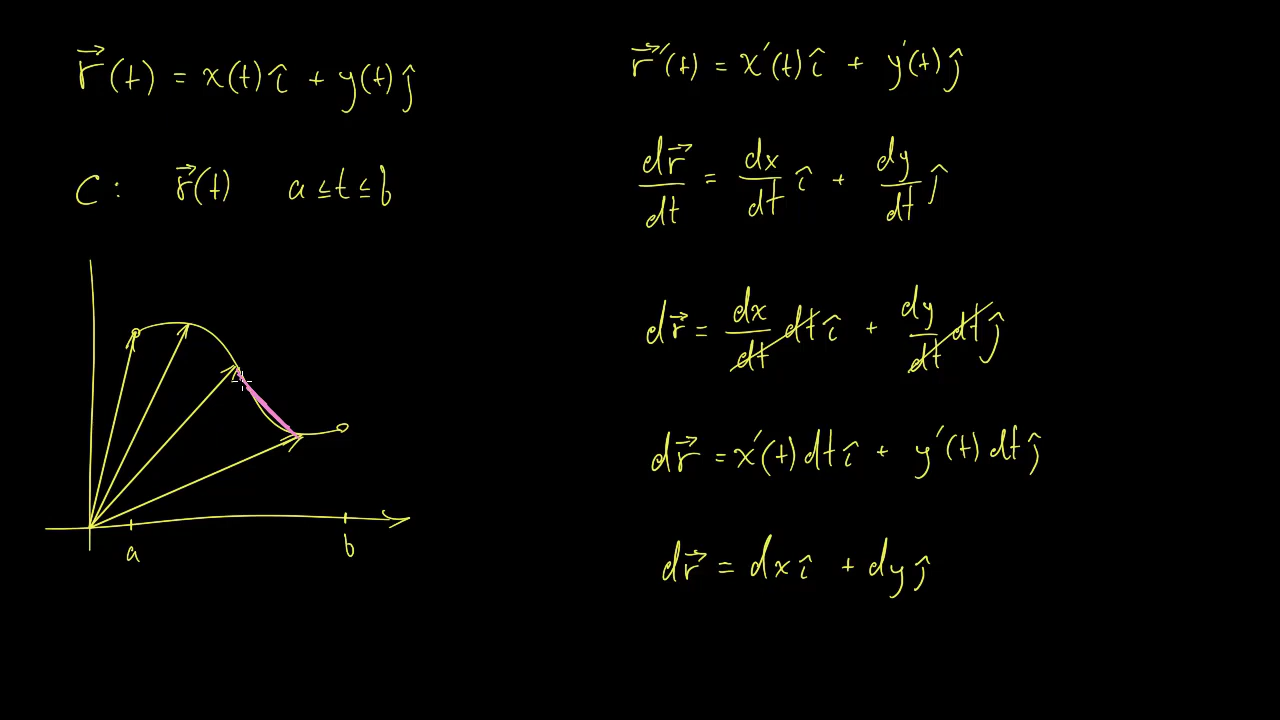 r⃗(t) = x(t)î + y(t)ĵ
C: r⃗(t) a ≤ t ≤ b
a b
r⃗′(t) = x′(t)î + y′(t)ĵ
dr⃗/dt = dx/dt î + dy/dt ĵ
dr⃗ = dx/dt dt î + dy/dt dt ĵ
dr⃗ = x′(t)dt î + y′(t)dt ĵ
dr⃗ = dx î + dy ĵ